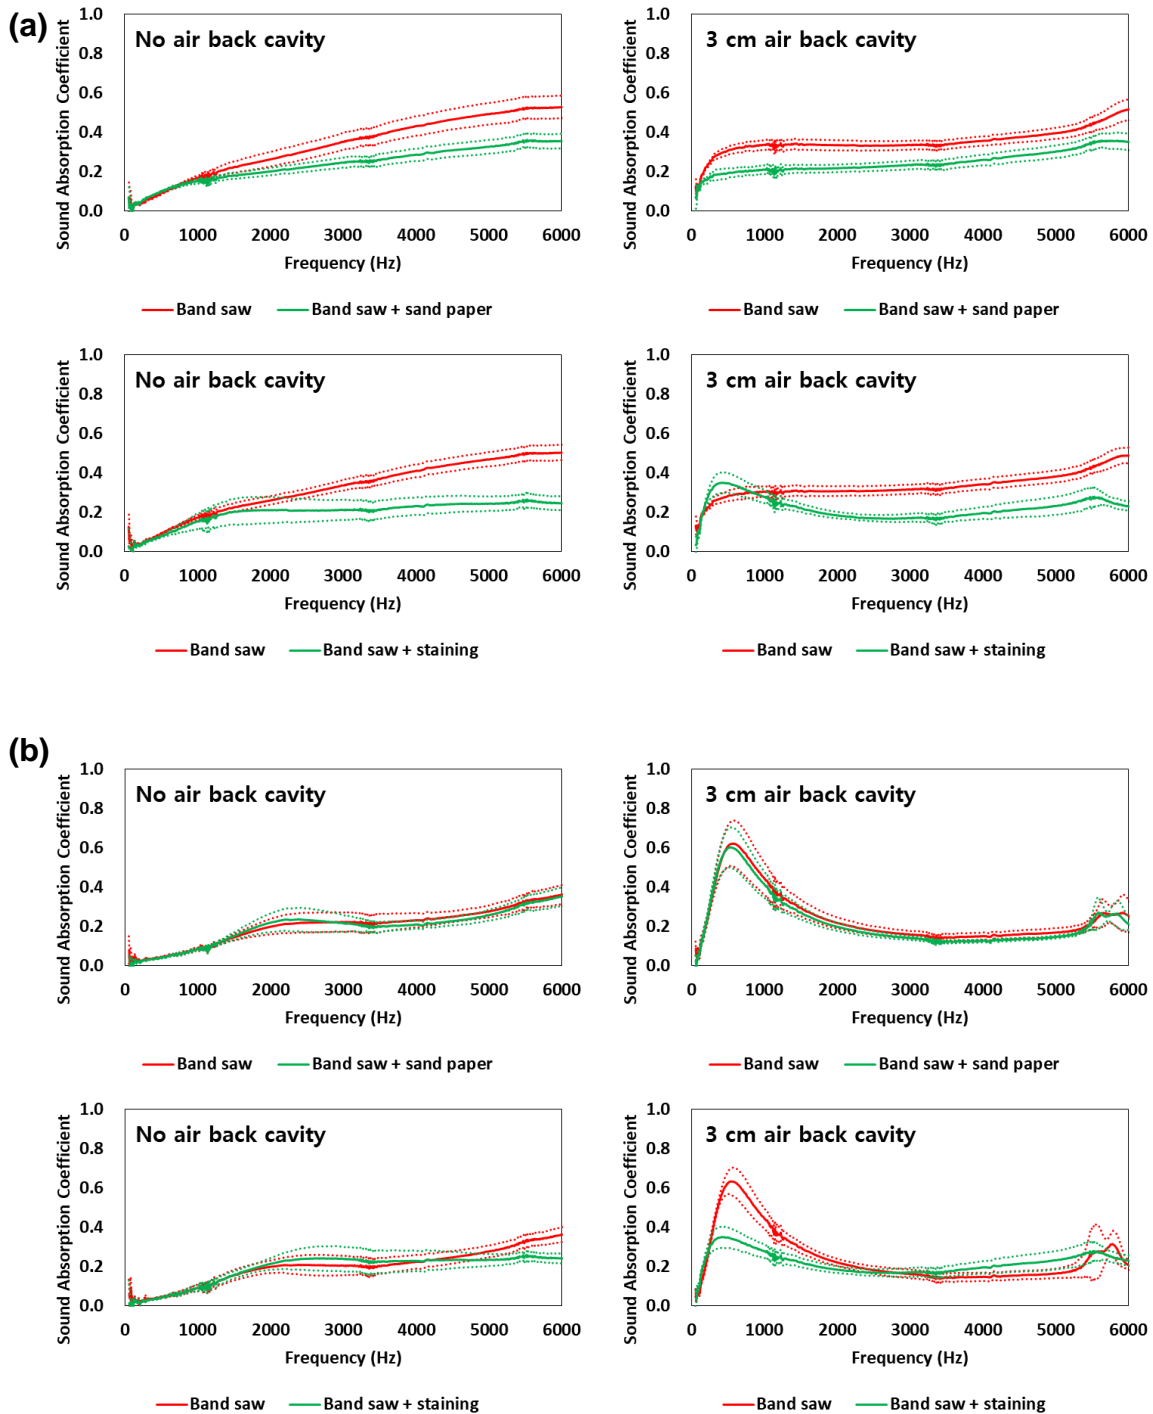 (a)
No air back cavity
Sound Absorption Coefficient
1.0
0.8
0.6
0.4
0.2
0.0
0 1000 2000 3000 4000 5000 6000
Frequency (Hz)
Band saw Band saw + sand paper
3 cm air back cavity
Sound Absorption Coefficient
1.0
0.8
0.6
0.4
0.2
0.0
0 1000 2000 3000 4000 5000 6000
Frequency (Hz)
Band saw Band saw + sand paper
No air back cavity
Sound Absorption Coefficient
1.0
0.8
0.6
0.4
0.2
0.0
0 1000 2000 3000 4000 5000 6000
Frequency (Hz)
Band saw Band saw + staining
3 cm air back cavity
Sound Absorption Coefficient
1.0
0.8
0.6
0.4
0.2
0.0
0 1000 2000 3000 4000 5000 6000
Frequency (Hz)
Band saw Band saw + staining
(b)
No air back cavity
Sound Absorption Coefficient
1.0
0.8
0.6
0.4
0.2
0.0
0 1000 2000 3000 4000 5000 6000
Frequency (Hz)
Band saw Band saw + sand paper
3 cm air back cavity
Sound Absorption Coefficient
1.0
0.8
0.6
0.4
0.2
0.0
0 1000 2000 3000 4000 5000 6000
Frequency (Hz)
Band saw Band saw + sand paper
No air back cavity
Sound Absorption Coefficient
1.0
0.8
0.6
0.4
0.2
0.0
0 1000 2000 3000 4000 5000 6000
Frequency (Hz)
Band saw Band saw + staining
3 cm air back cavity
Sound Absorption Coefficient
1.0
0.8
0.6
0.4
0.2
0.0
0 1000 2000 3000 4000 5000 6000
Frequency (Hz)
Band saw Band saw + staining